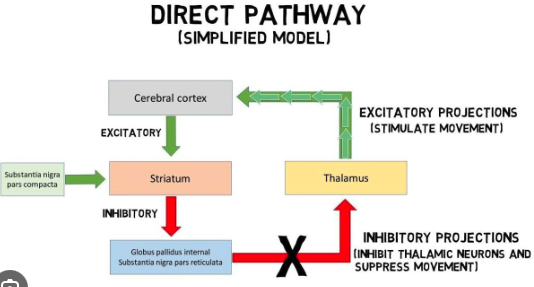 DIRECT PATHWAY
(SIMPLIFIED MODEL)
Cerebral cortex
EXCITATORY PROJECTIONS
(STIMULATE MOVEMENT)
EXCITATORY
Substantia nigra
pars compacta
Striatum
Thalamus
INHIBITORY
Globus pallidus internal
Substantia nigra pars reticulata
X
INHIBITORY PROJECTIONS
(INHIBIT THALAMIC NEURONS AND
SUPPRESS MOVEMENT)